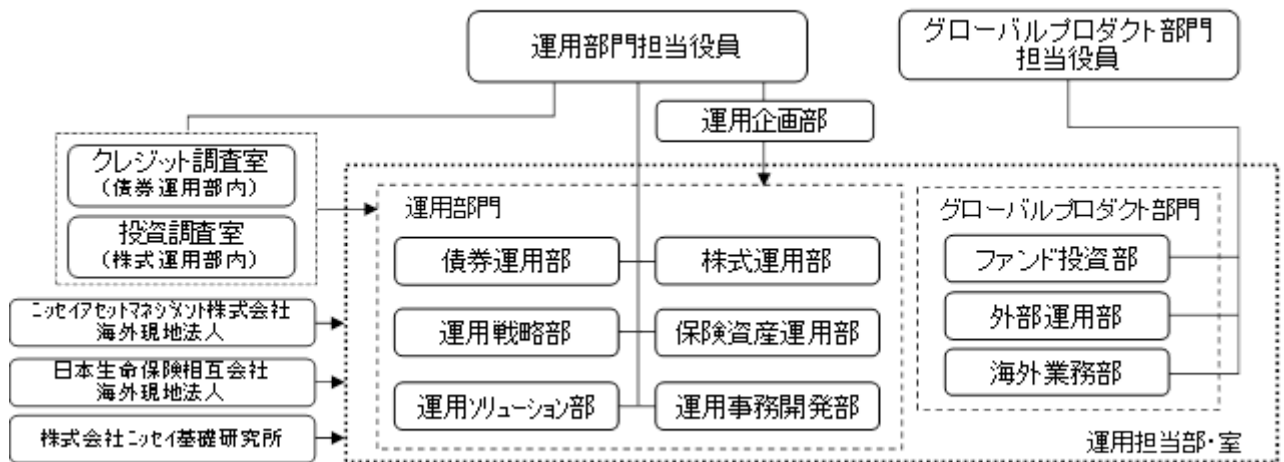 運用部門担当役員
グローバルプロダクト部門
担当役員
運用企画部
クレジット調査室
(債券運用部内)
投資調査室
(株式運用部内)
ニッセイアセットマネジメント株式会社
海外現地法人
日本生命保険相互会社
海外現地法人
株式会社ニッセイ基礎研究所
運用部門
債券運用部
株式運用部
運用戦略部
保険資産運用部
運用ソリューション部
運用事務開発部
グローバルプロダクト部門
ファンド投資部
外部運用部
海外業務部
運用担当部・室